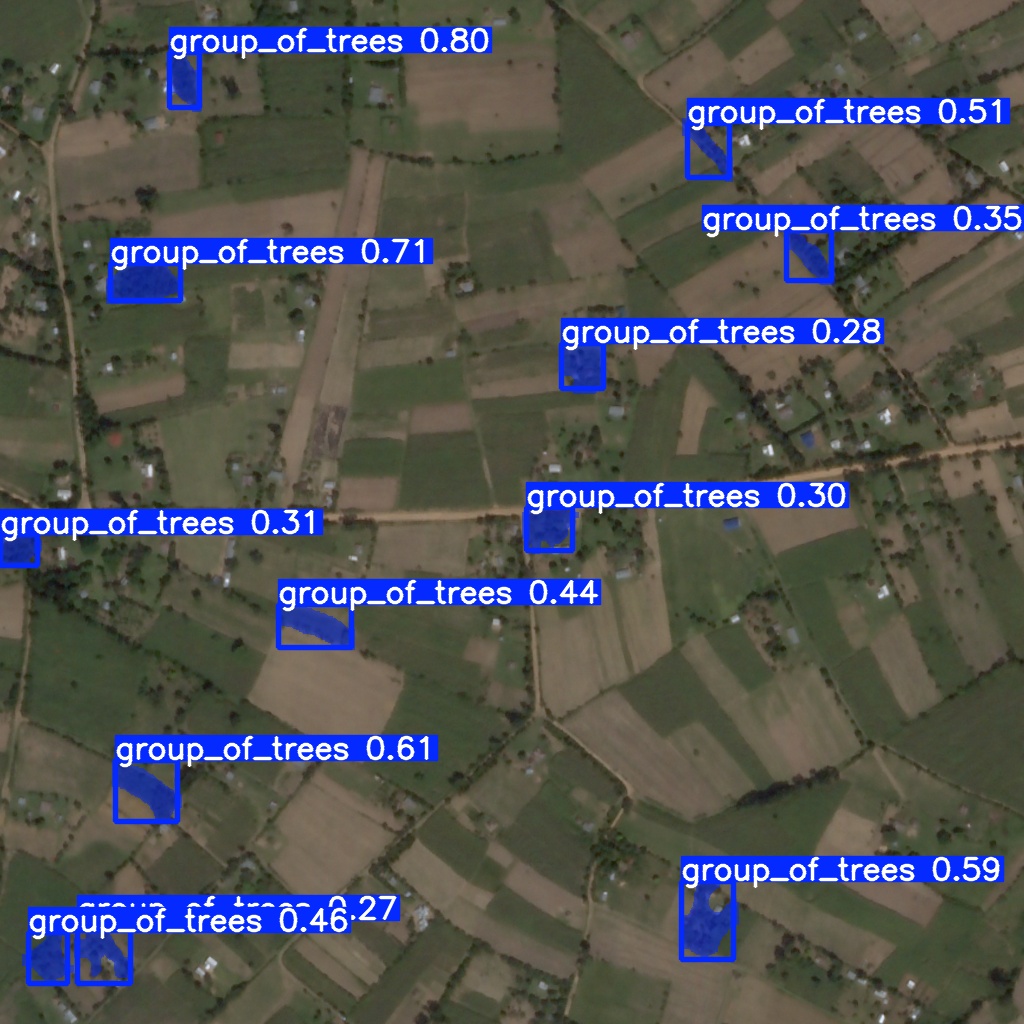 group_of_trees 0.80
group_of_trees 0.51
group_of_trees 0.35
group_of_trees 0.71
group_of_trees 0.28
group_of_trees 0.30
group_of_trees 0.31
group_of_trees 0.44
group_of_trees 0.61
group_of_trees 0.59
group_of_trees 0.27
group_of_trees 0.46